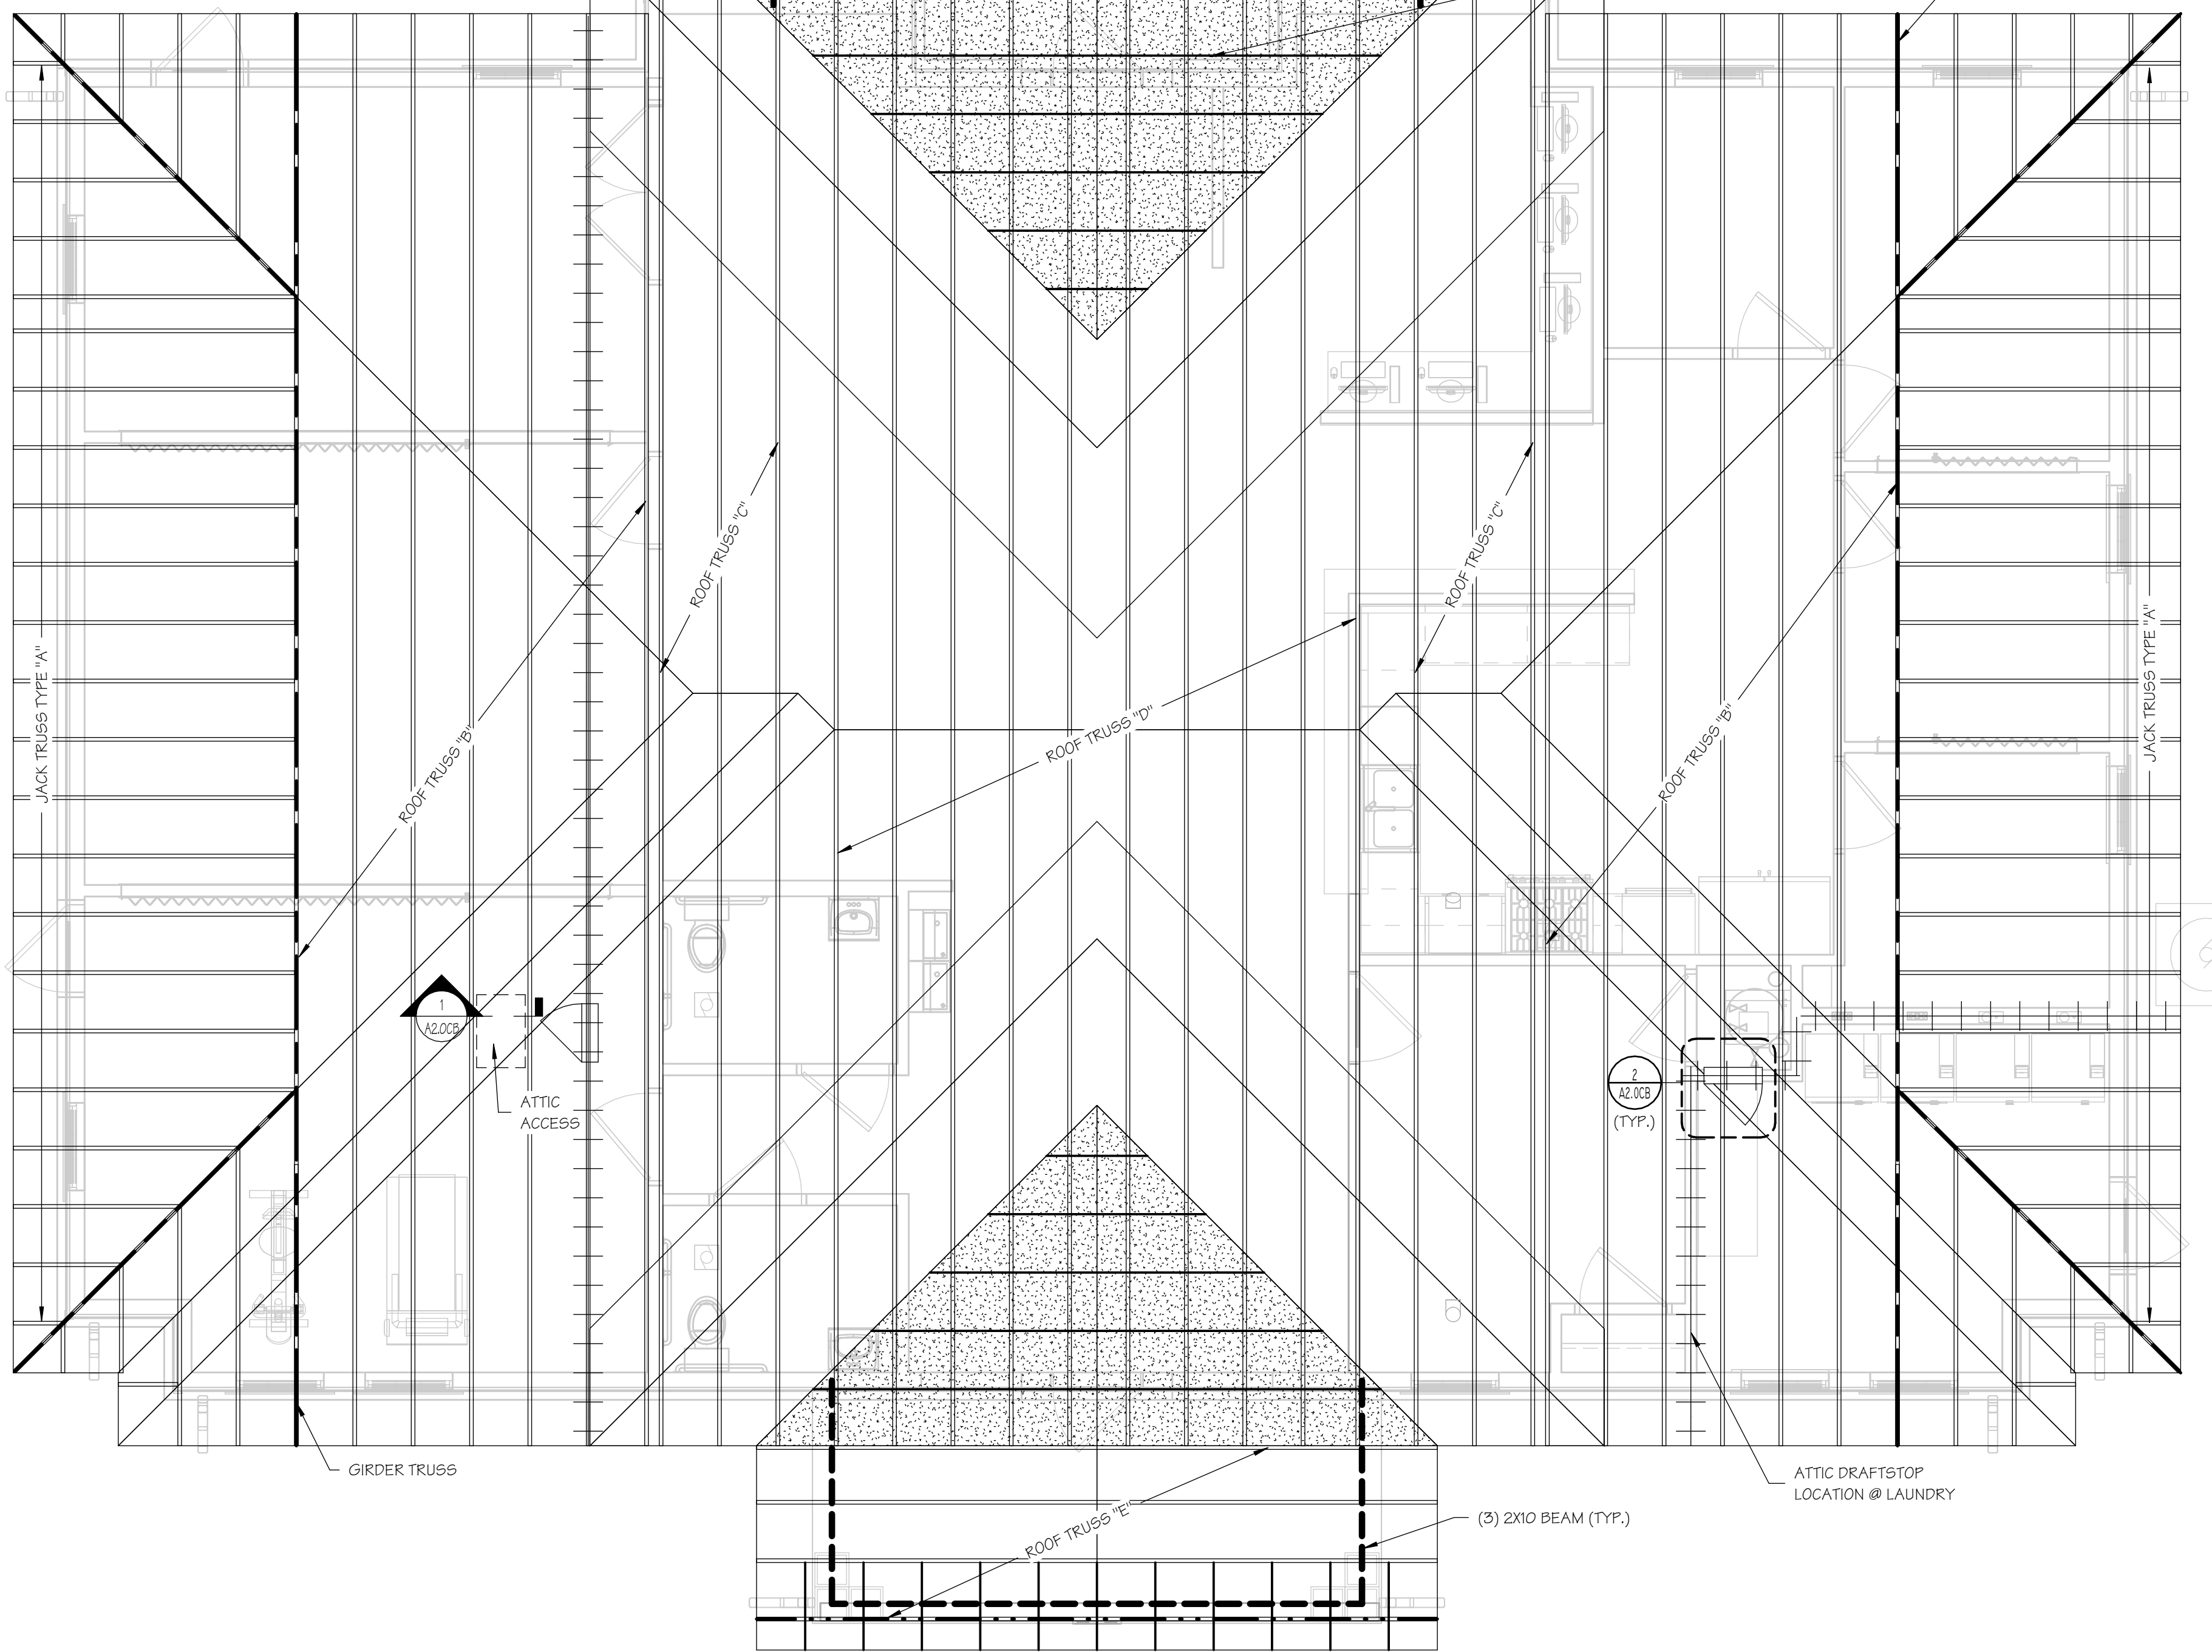 ROOF TRUSS "C"
ROOF TRUSS "C"
JACK TRUSS TYPE "A"
ROOF TRUSS "B"
ROOF TRUSS "D"
ROOF TRUSS "B"
JACK TRUSS TYPE "A"
1
A2.0CB
ATTIC
ACCESS
2
A2.0CB
(TYP.)
GIRDER TRUSS
ATTIC DRAFTSTOP
LOCATION @ LAUNDRY
ROOF TRUSS "E"
(3) 2X10 BEAM (TYP.)